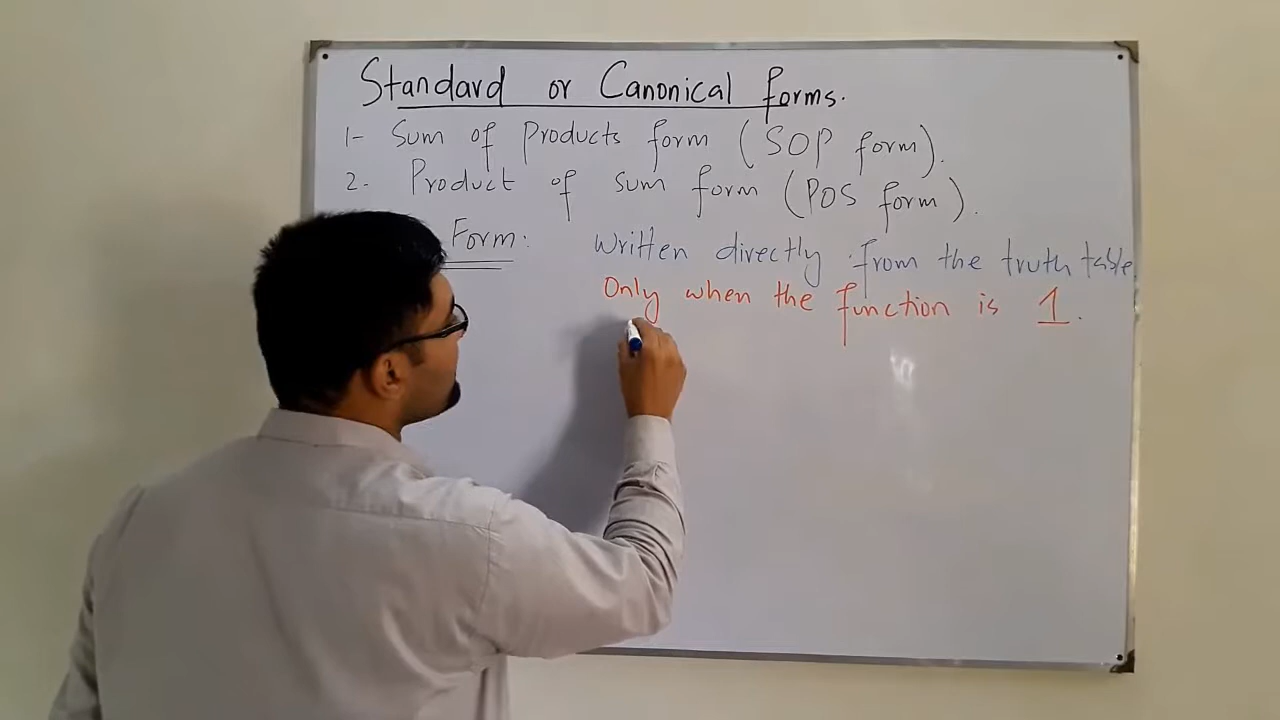 Standard or Canonical forms.
1- Sum of Products form (SOP form).
2. Product of sum form (POS form).
Form: Written directly from the truth table.
Only when the function is 1.